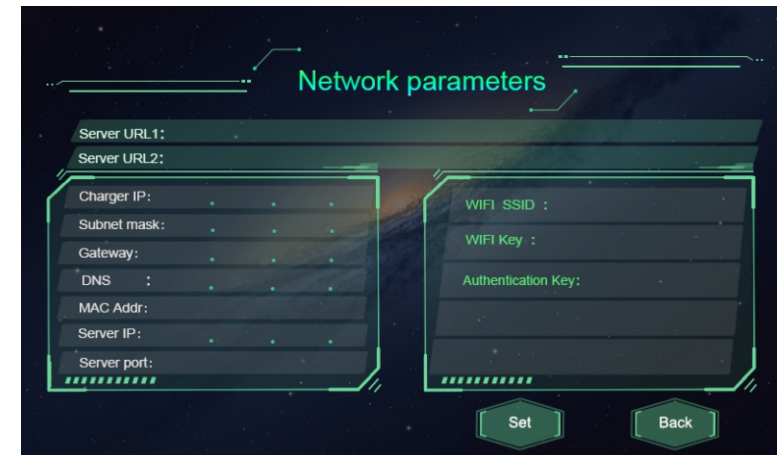 Network parameters
Server URL1:
Server URL2:
Charger IP: . . .
Subnet mask: . . .
Gateway: . . .
DNS : . . .
MAC Addr:
Server IP: . . .
Server port:
WIFI SSID :
WIFI Key :
Authentication Key:
Set
Back